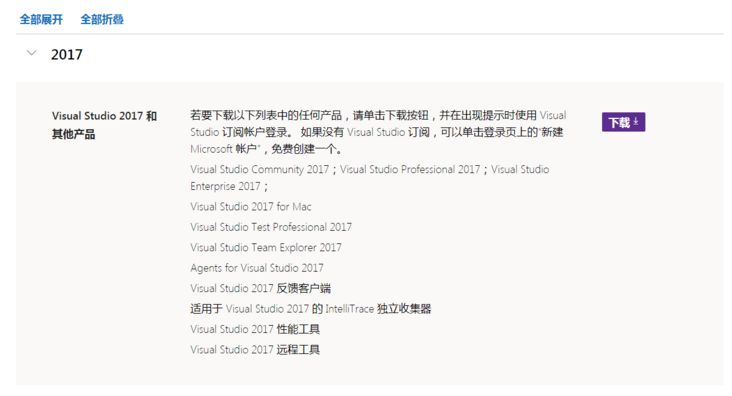 全部展开 全部折叠
2017
Visual Studio 2017 和
其他产品
若要下载以下列表中的任何产品，请单击下载按钮，并在出现提示时使用 Visual
Studio 订阅帐户登录。 如果没有 Visual Studio 订阅，可以单击登录页上的"新建
Microsoft 帐户"，免费创建一个。
下载
Visual Studio Community 2017；Visual Studio Professional 2017；Visual Studio
Enterprise 2017；
Visual Studio 2017 for Mac
Visual Studio Test Professional 2017
Visual Studio Team Explorer 2017
Agents for Visual Studio 2017
Visual Studio 2017 反馈客户端
适用于 Visual Studio 2017 的 IntelliTrace 独立收集器
Visual Studio 2017 性能工具
Visual Studio 2017 远程工具